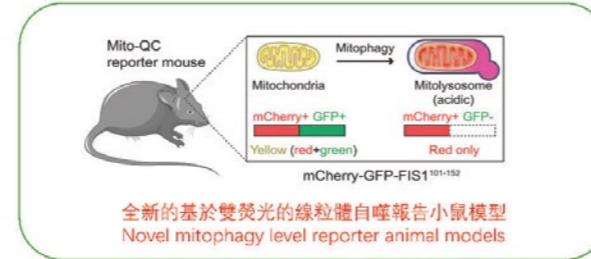 Mito-QC
reporter mouse
Mitophagy
Mitochondria
Mitolysosome
(acidic)
mCherry+ GFP+
mCherry+ GFP-
Yellow (red+green)
Red only
mCherry-GFP-FIS1¹⁰¹⁻¹⁵²
全新的基於雙熒光的線粒體自噬報告小鼠模型
Novel mitophagy level reporter animal models